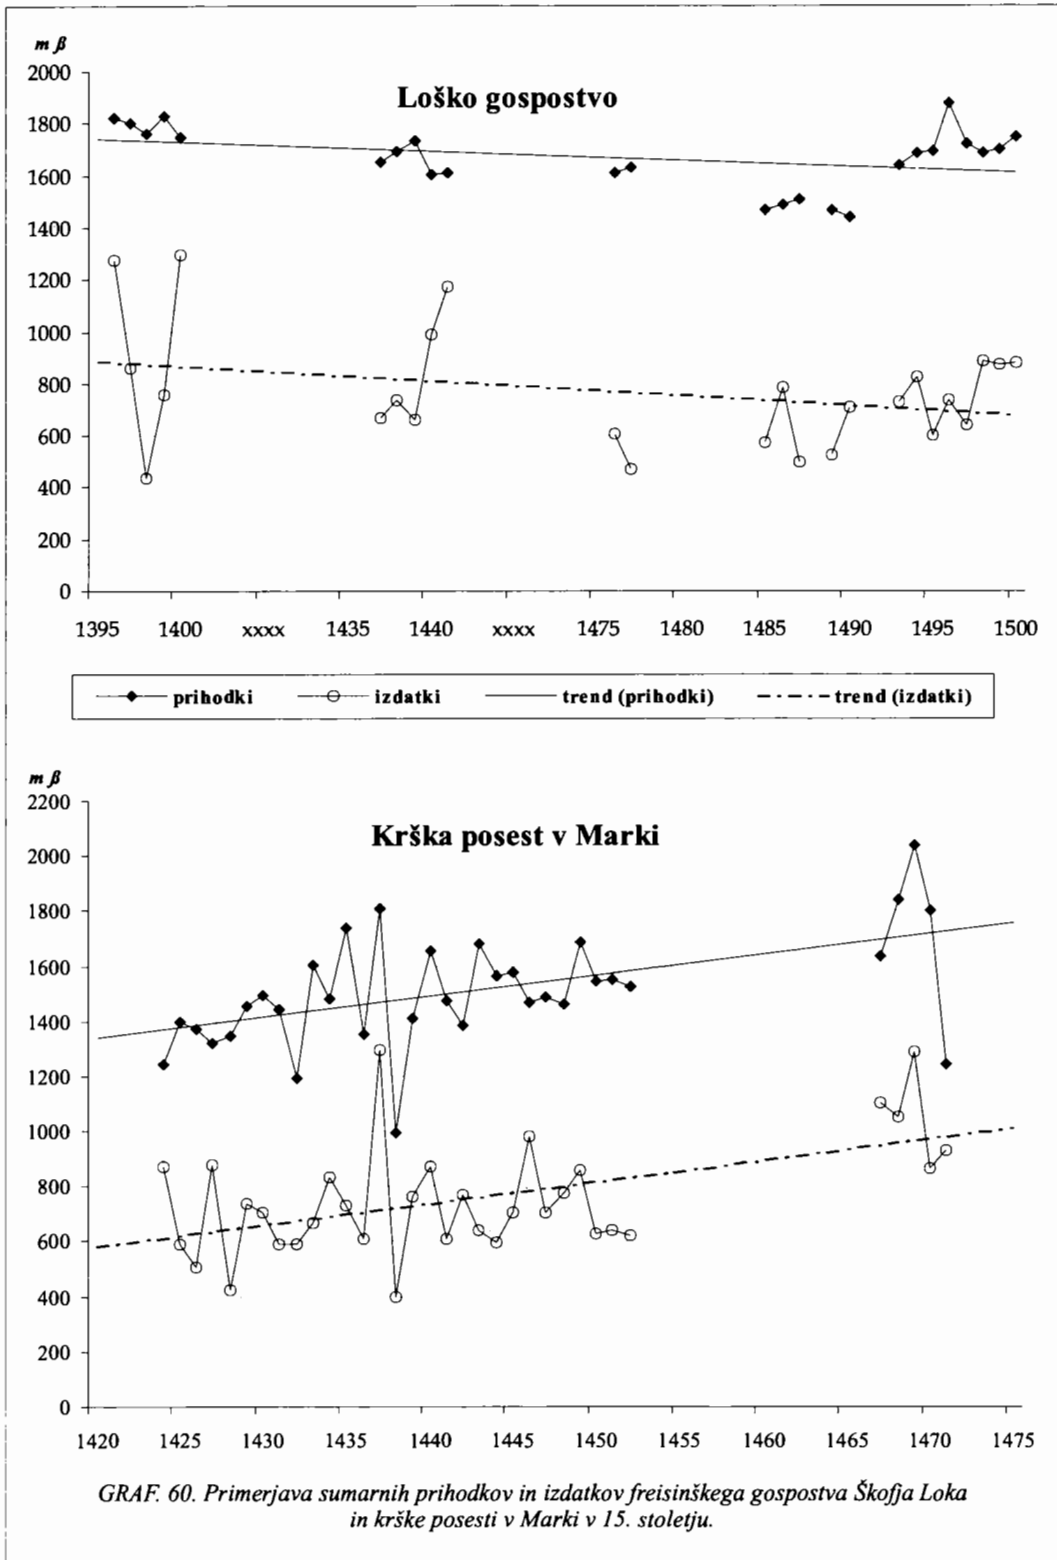 m β
Loško gospostvo
2000
1800
1600
1400
1200
1000
800
600
400
200
0
1395 1400 xxxx 1435 1440 xxxx 1475 1480 1485 1490 1495 1500
prihodki izdatki trend (prihodki) trend (izdatki)
m β
Krška posest v Marki
2200
2000
1800
1600
1400
1200
1000
800
600
400
200
0
1420 1425 1430 1435 1440 1445 1450 1455 1460 1465 1470 1475
GRAF. 60. Primerjava sumarnih prihodkov in izdatkov freisinškega gospostva Škofja Loka
in krške posesti v Marki v 15. stoletju.